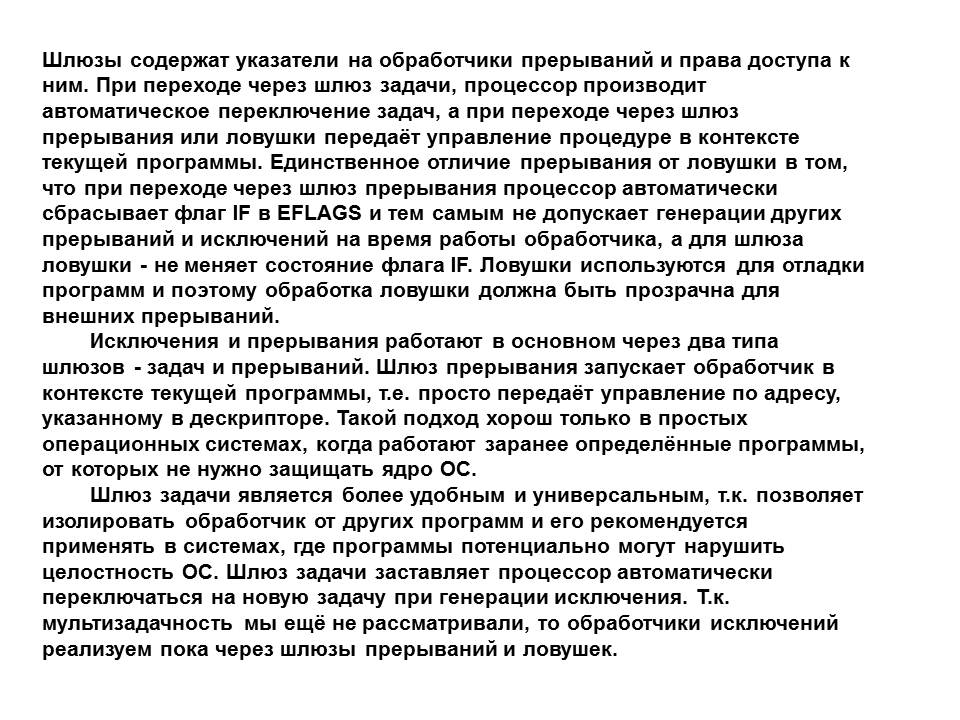 Шлюзы содержат указатели на обработчики прерываний и права доступа к
ним. При переходе через шлюз задачи, процессор производит
автоматическое переключение задач, а при переходе через шлюз
прерывания или ловушки передаёт управление процедуре в контексте
текущей программы. Единственное отличие прерывания от ловушки в том,
что при переходе через шлюз прерывания процессор автоматически
сбрасывает флаг IF в EFLAGS и тем самым не допускает генерации других
прерываний и исключений на время работы обработчика, а для шлюза
ловушки - не меняет состояние флага IF. Ловушки используются для отладки
программ и поэтому обработка ловушки должна быть прозрачна для
внешних прерываний.
Исключения и прерывания работают в основном через два типа
шлюзов - задач и прерываний. Шлюз прерывания запускает обработчик в
контексте текущей программы, т.е. просто передаёт управление по адресу,
указанному в дескрипторе. Такой подход хорош только в простых
операционных системах, когда работают заранее определённые программы,
от которых не нужно защищать ядро ОС.
Шлюз задачи является более удобным и универсальным, т.к. позволяет
изолировать обработчик от других программ и его рекомендуется
применять в системах, где программы потенциально могут нарушить
целостность ОС. Шлюз задачи заставляет процессор автоматически
переключаться на новую задачу при генерации исключения. Т.к.
мультизадачность мы ещё не рассматривали, то обработчики исключений
реализуем пока через шлюзы прерываний и ловушек.